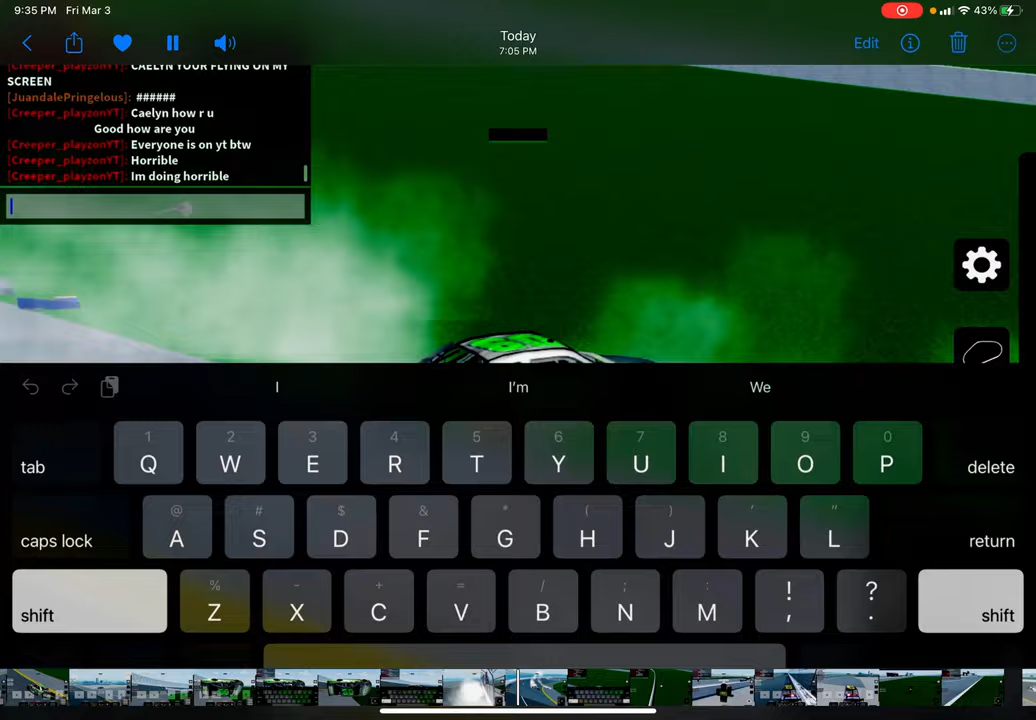 9:35 PM Fri Mar 3
43%
Today
7:05 PM
Edit
[Creeper_playzonYT]: CAELYN YOUR FLYING ON MY
SCREEN
[JuandalePringelous]: ######
[Creeper_playzonYT]: Caelyn how r u
Good how are you
[Creeper_playzonYT]: Everyone is on yt btw
[Creeper_playzonYT]: Horrible
[Creeper_playzonYT]: Im doing horrible
I I'm We
1 2 3 4 5 6 7 8 9 0
tab Q W E R T Y U I O P delete
@ # $ & * ( ) ' "
caps lock A S D F G H J K L return
% - + = / ; : ! ?
shift Z X C V B N M , . shift